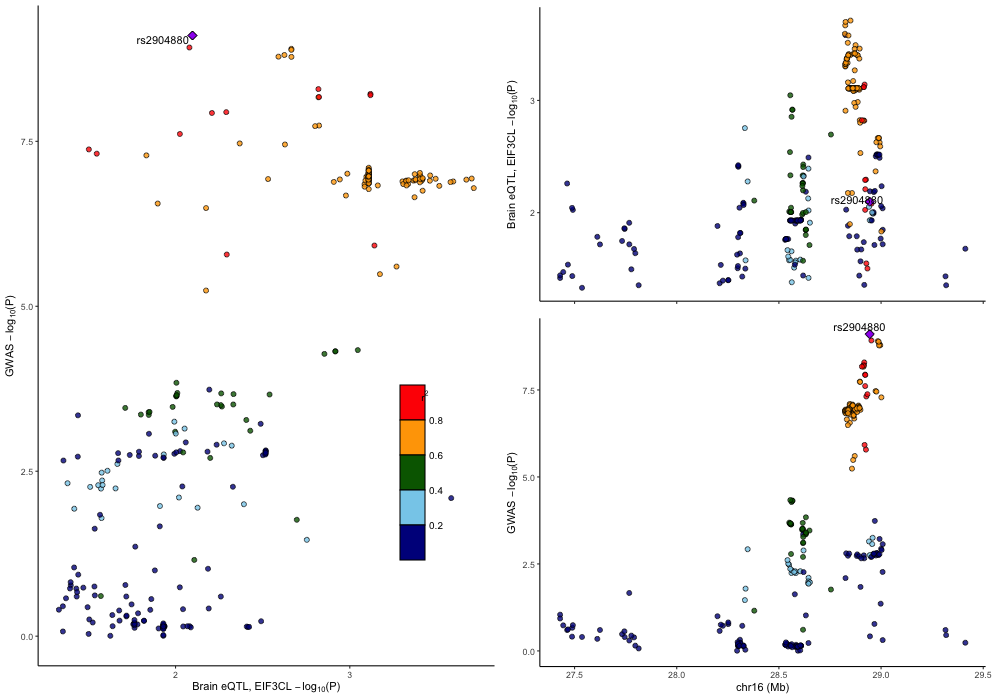 rs2904880
7.5
5.0
2.5
0.0
2
3
GWAS −log10(P)
Brain eQTL, EIF3CL −log10(P)
r2
0.8
0.6
0.4
0.2
rs2904880
3
2
Brain eQTL, EIF3CL −log10(P)
rs2904880
7.5
5.0
2.5
0.0
GWAS −log10(P)
27.5
28.0
28.5
29.0
29.5
chr16 (Mb)